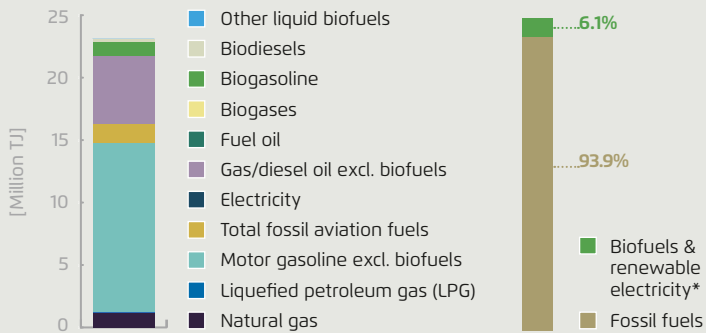 [Million TJ]
25
20
15
10
5
0
Other liquid biofuels
Biodiesels
Biogasoline
Biogases
Fuel oil
Gas/diesel oil excl. biofuels
Electricity
Total fossil aviation fuels
Motor gasoline excl. biofuels
Liquefied petroleum gas (LPG)
Natural gas
6.1%
93.9%
Biofuels &
renewable
electricity*
Fossil fuels